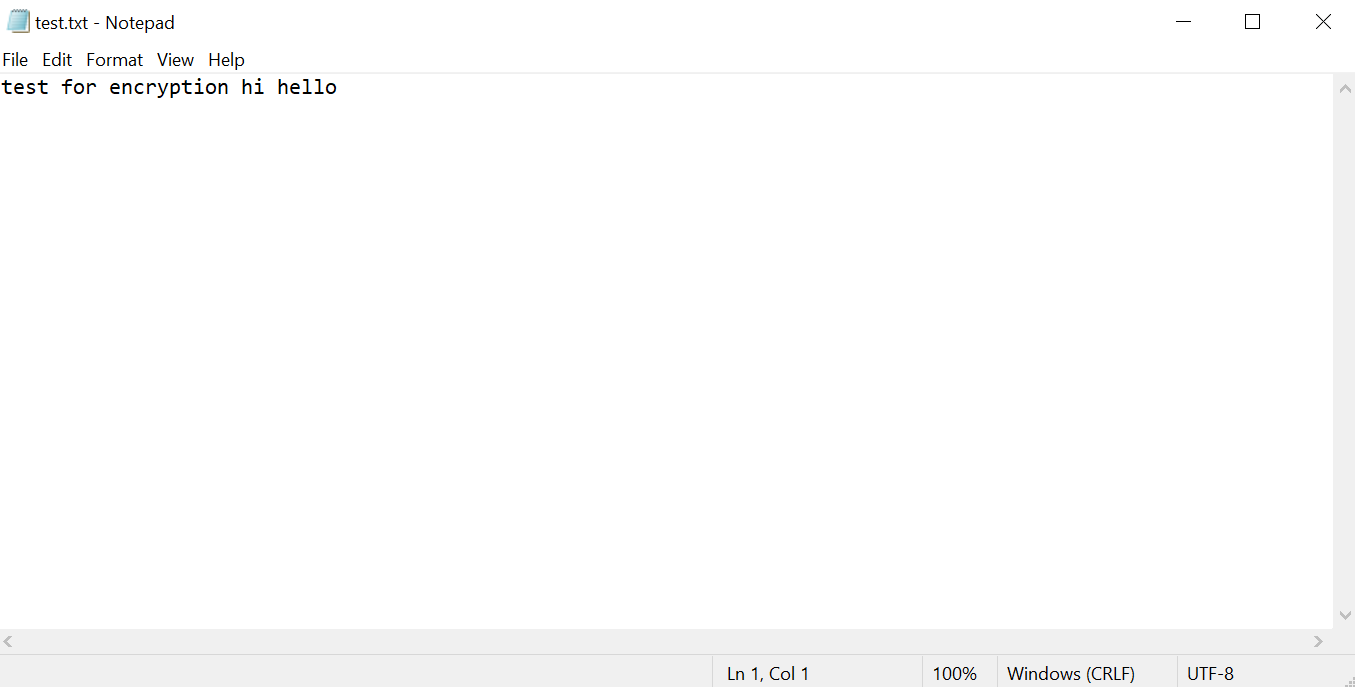 test.txt - Notepad
File Edit Format View Help
test for encryption hi hello
Ln 1, Col 1 100% Windows (CRLF) UTF-8